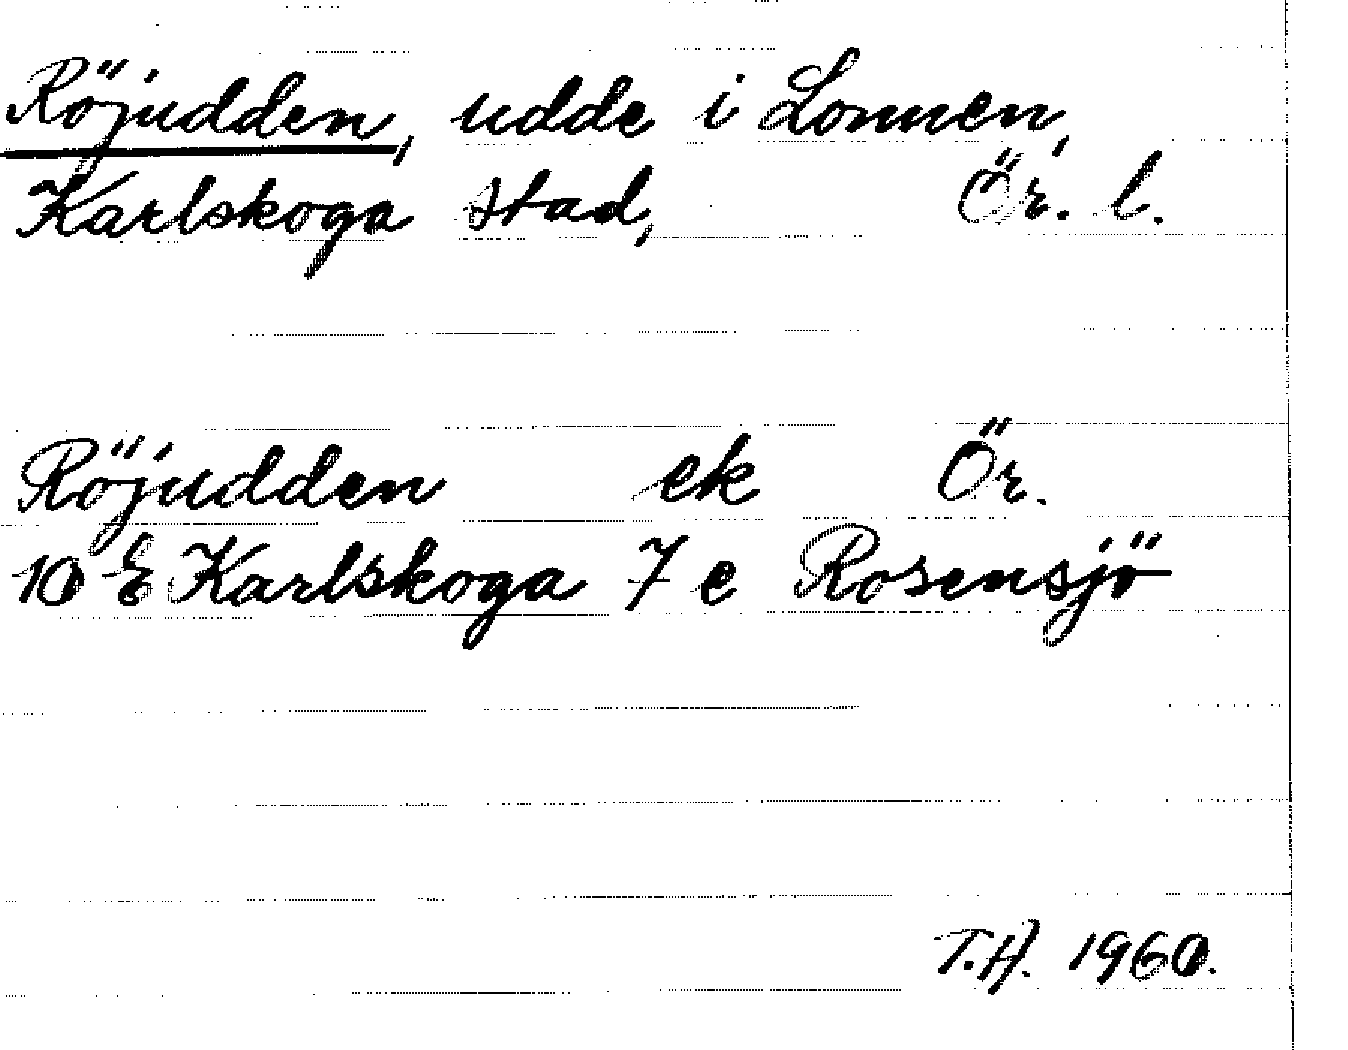 Röjudden, udde i Lonnen,
Karlskoga stad, Ör. l.
Röjudden ek Ör.
10 E Karlskoga 7 e Rosensjö
T.H. 1960.